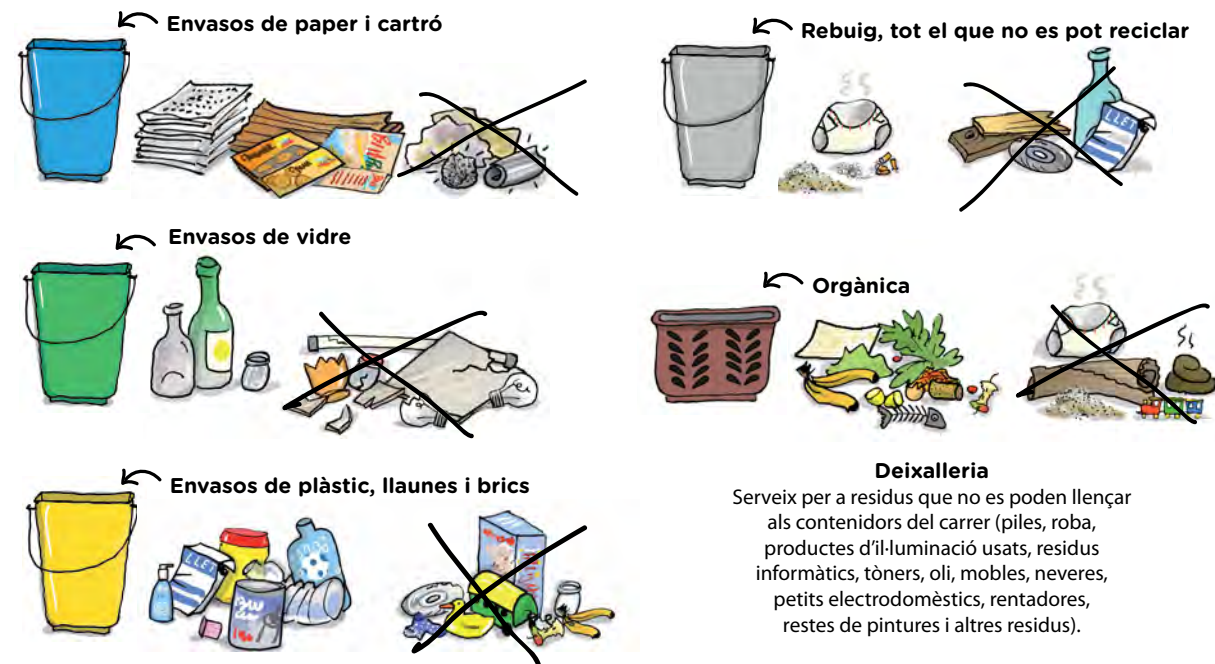 Envasos de paper i cartró
LLET
Envasos de vidre
Envasos de plàstic, llaunes i brics
LLET
Rebuig, tot el que no es pot reciclar
Orgànica
Deixalleria
Serveix per a residus que no es poden llençar
als contenidors del carrer (piles, roba,
productes d'il·luminació usats, residus
informàtics, tòners, oli, mobles, neveres,
petits electrodomèstics, rentadores,
restes de pintures i altres residus).